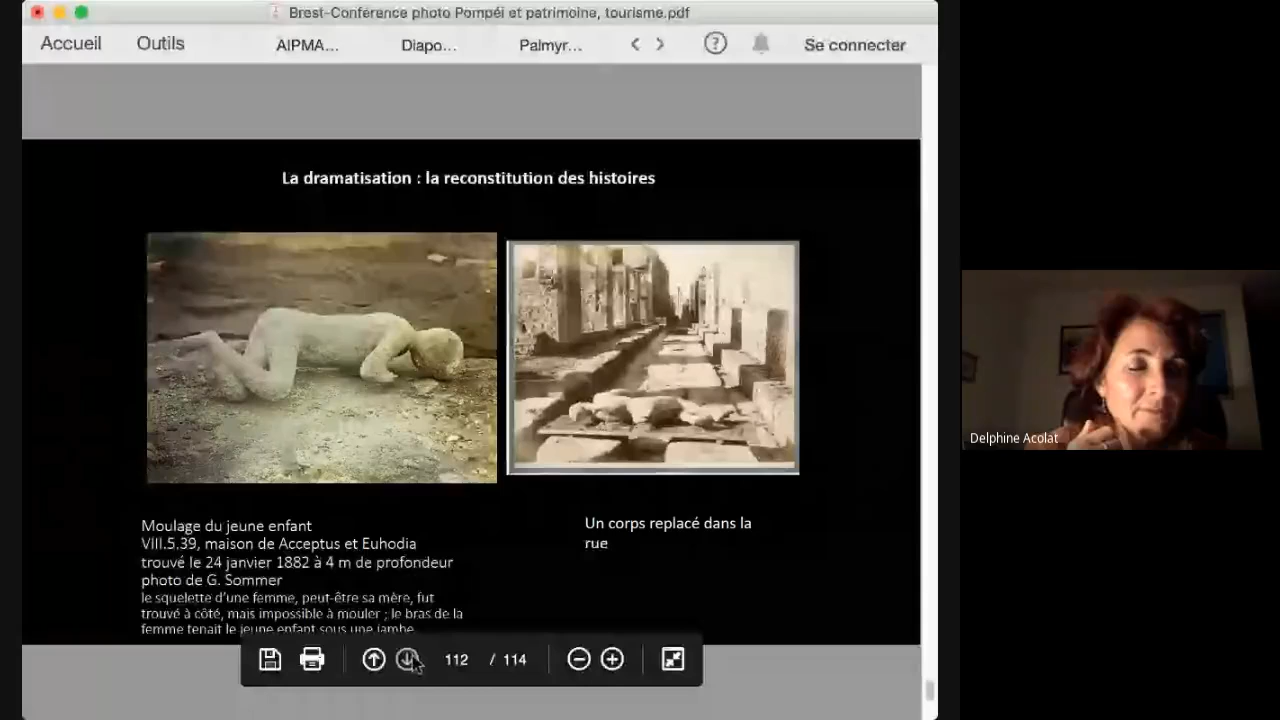 Brest-Conférence photo Pompéi et patrimoine, tourisme.pdf
Accueil Outils AIPMA... Diapo... Palmyr... Se connecter
La dramatisation : la reconstitution des histoires
Moulage du jeune enfant
VIII.5.39, maison de Acceptus et Euhodia
trouvé le 24 janvier 1882 à 4 m de profondeur
photo de G. Sommer
le squelette d'une femme, peut-être sa mère, fut
trouvé à côté, mais impossible à mouler ; le bras de la
femme tenait le jeune enfant sous une jambe
Un corps replacé dans la
rue
112 / 114
Delphine Acolat